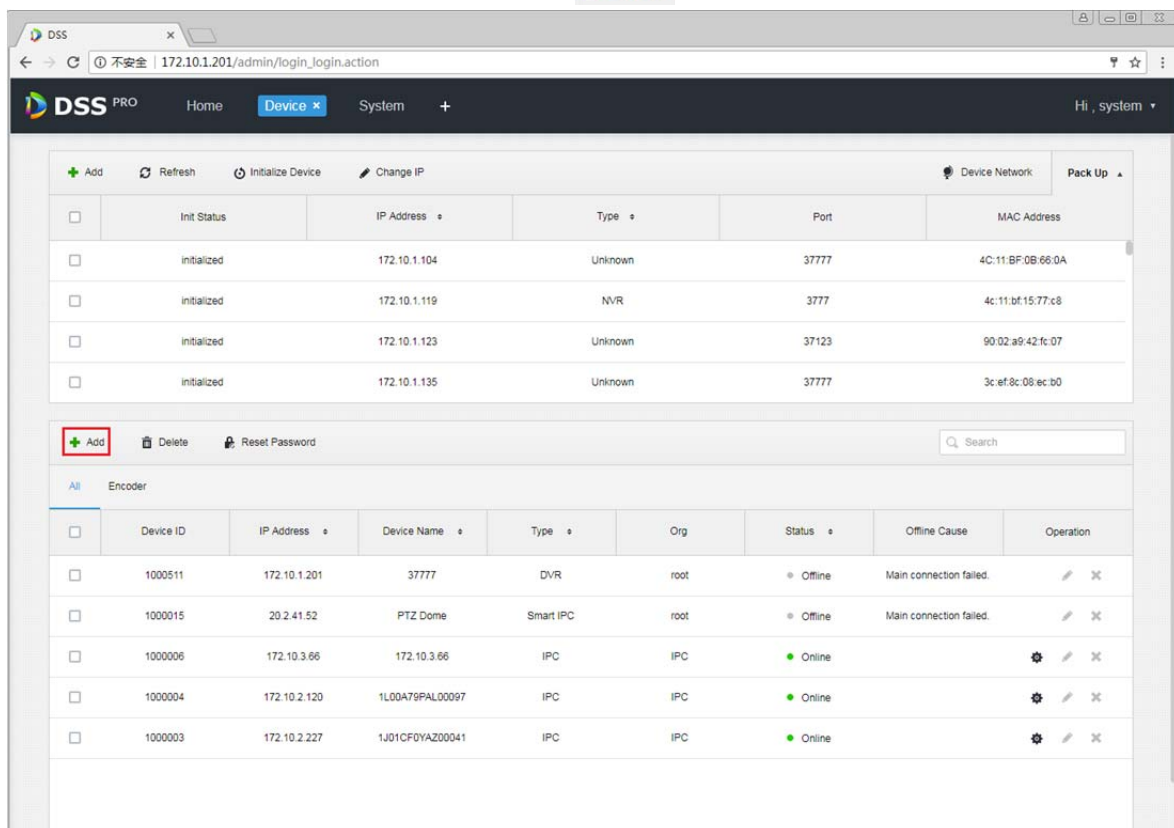 DSS
不安全 | 172.10.1.201/admin/login_login.action
DSS PRO Home Device × System + Hi , system
Add Refresh Initialize Device Change IP Device Network Pack Up
Init Status IP Address Type Port MAC Address
initialized 172.10.1.104 Unknown 37777 4C:11:BF:0B:66:0A
initialized 172.10.1.119 NVR 3777 4c:11:bf:15:77:c8
initialized 172.10.1.123 Unknown 37123 90:02:a9:42:fc:07
initialized 172.10.1.135 Unknown 37777 3c:ef:8c:08:ec:b0
Add Delete Reset Password Search
All Encoder
Device ID IP Address Device Name Type Org Status Offline Cause Operation
1000511 172.10.1.201 37777 DVR root Offline Main connection failed.
1000015 20.2.41.52 PTZ Dome Smart IPC root Offline Main connection failed.
1000006 172.10.3.66 172.10.3.66 IPC IPC Online
1000004 172.10.2.120 1L00A79PAL00097 IPC IPC Online
1000003 172.10.2.227 1J01CF0YAZ00041 IPC IPC Online